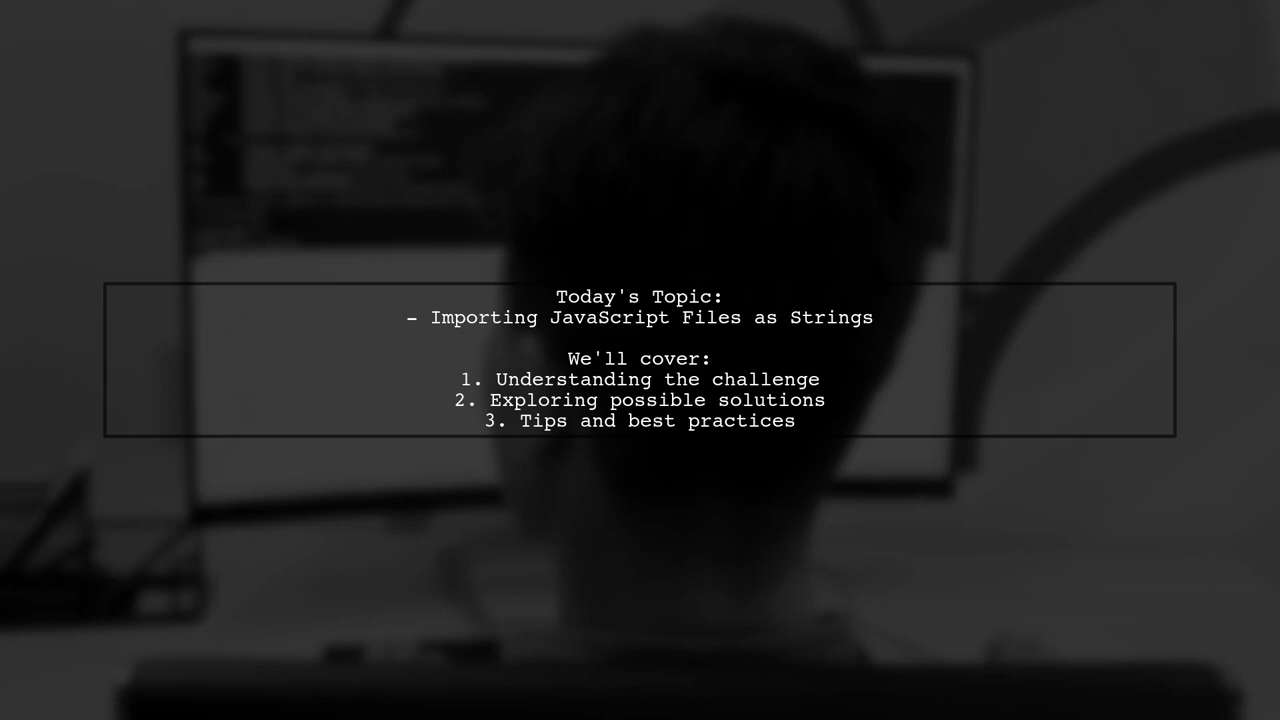 Today's Topic:
- Importing JavaScript Files as Strings
We'll cover:
1. Understanding the challenge
2. Exploring possible solutions
3. Tips and best practices